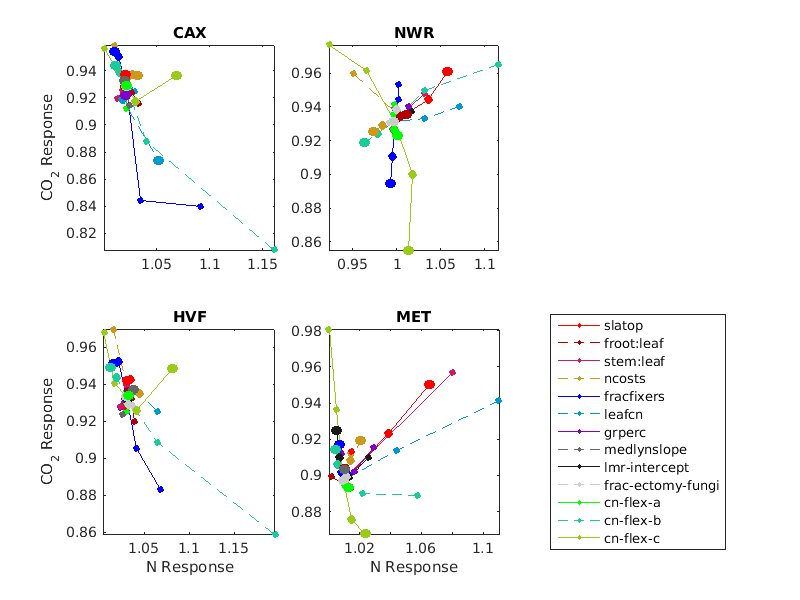 CAX
NWR
0.94
0.92
0.9
0.88
0.86
0.84
0.82
CO2 Response
1.05
1.1
1.15
0.96
0.94
0.92
0.9
0.88
0.86
0.95
1
1.05
1.1
HVF
MET
0.96
0.94
0.92
0.9
0.88
0.86
CO2 Response
1.05
1.1
1.15
N Response
0.98
0.96
0.94
0.92
0.9
0.88
1.02
1.06
1.1
N Response
slatop
froot:leaf
stem:leaf
ncosts
fracfixers
leafcn
grperc
medlynslope
lmr-intercept
frac-ectomy-fungi
cn-flex-a
cn-flex-b
cn-flex-c